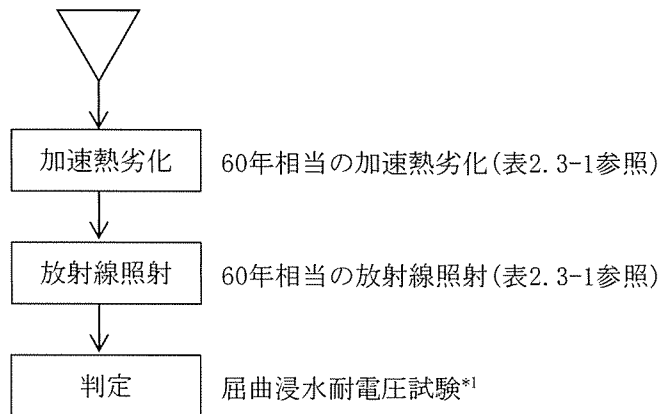 加速熱劣化 60年相当の加速熱劣化(表2.3-1参照)
放射線照射 60年相当の放射線照射(表2.3-1参照)
判定 屈曲浸水耐電圧試験*1